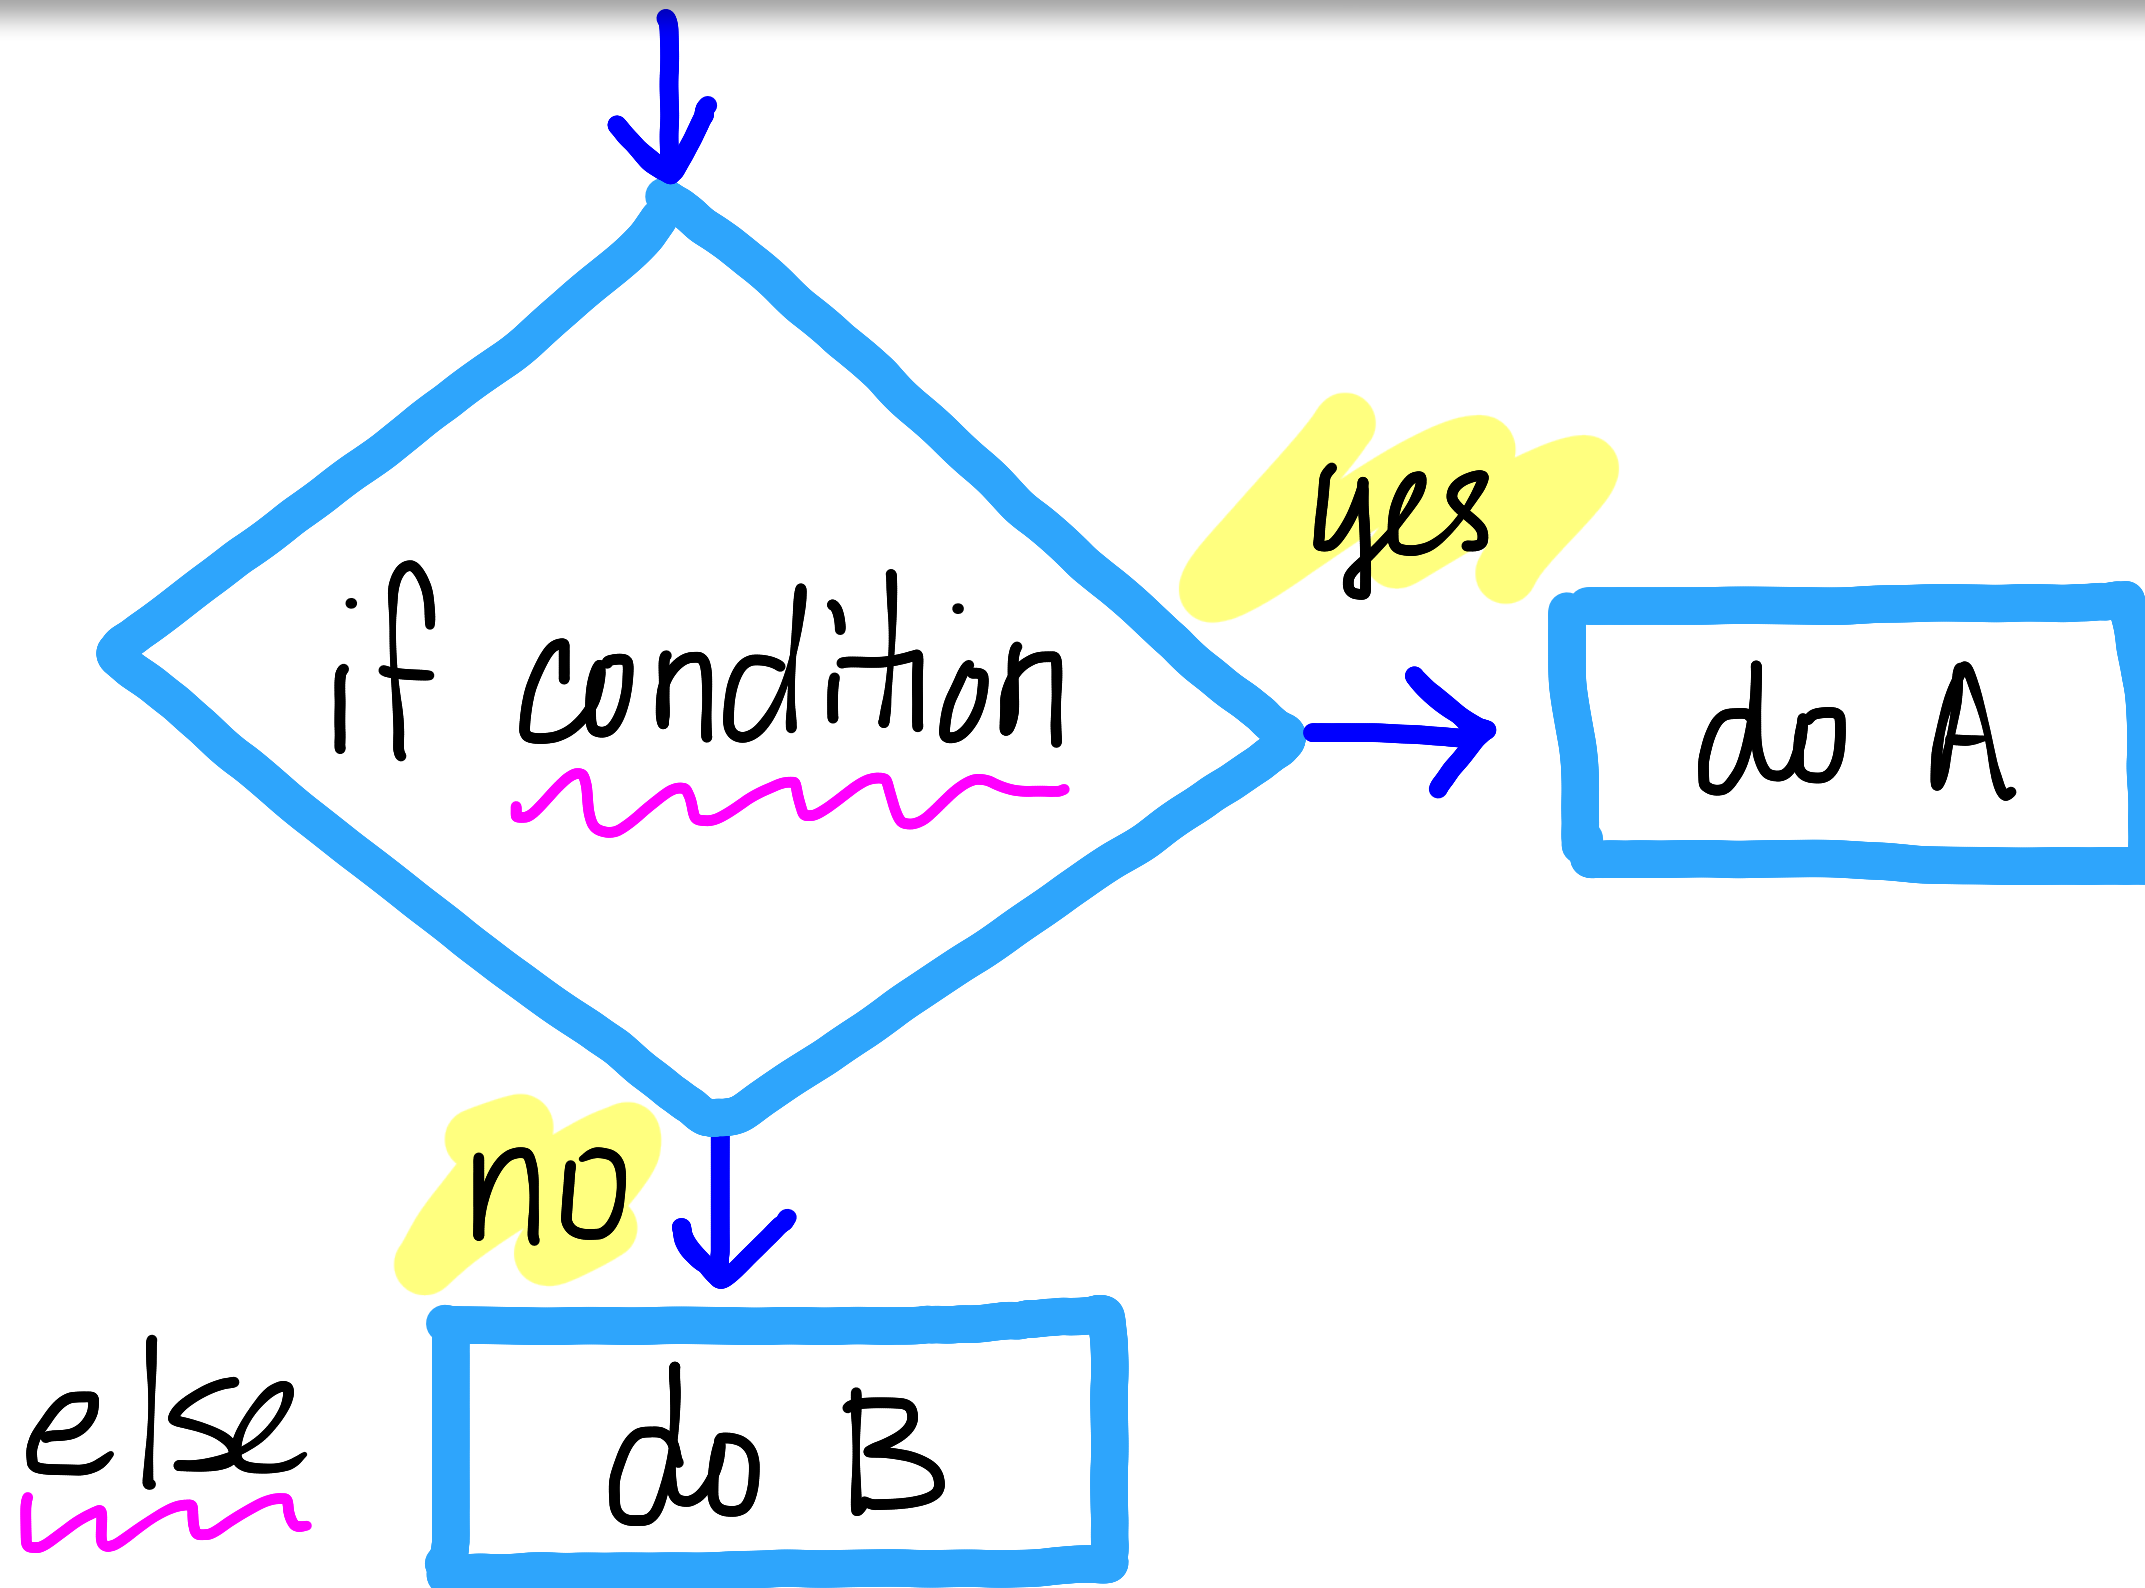 yes
if condition
do A
no
else
do B